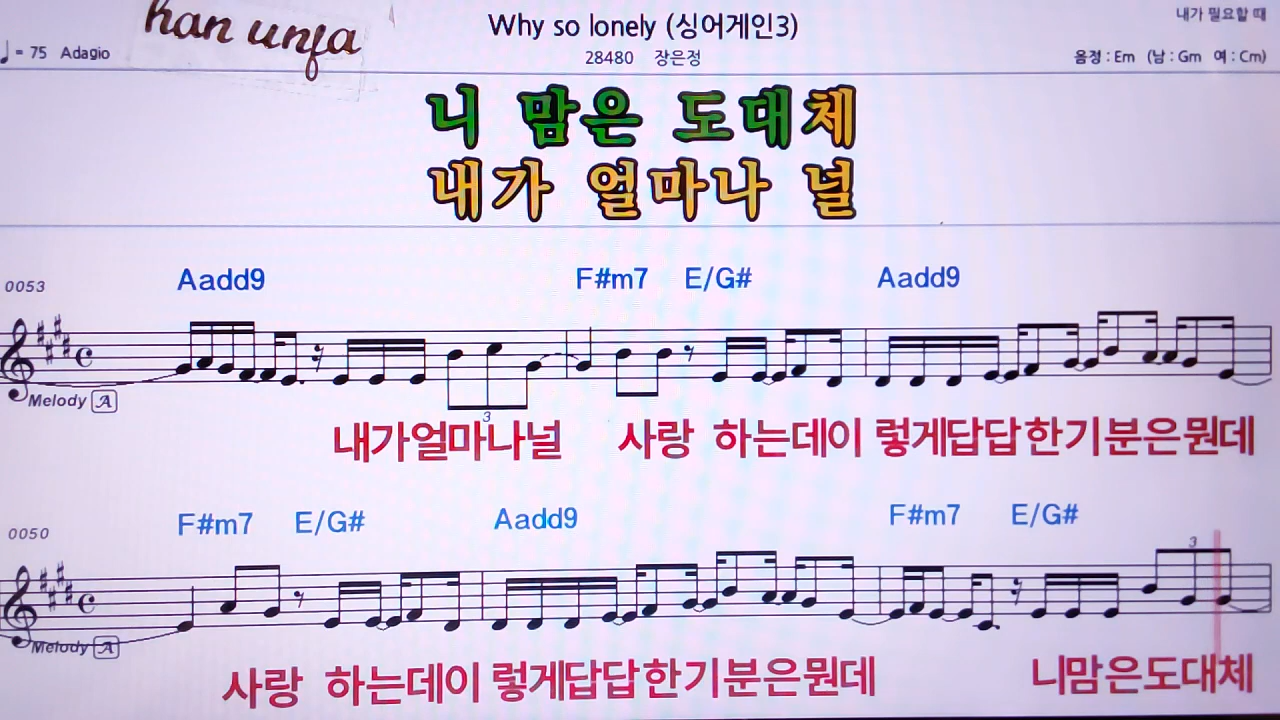 han unja
Why so lonely (싱어게인3)
내가 필요할 때
♩= 75 Adagio
28480 장은정
음정 : Em (남 : Gm 여 : Cm)
니 맘은 도대체
내가 얼마나 널
0053
Aadd9 F#m7 E/G# Aadd9
Melody A
3
내가얼마나널 사랑 하는데이 렇게답답한기분은뭔데
0050
F#m7 E/G# Aadd9 F#m7 E/G#
3
Melody A
사랑 하는데이 렇게답답한기분은뭔데 니맘은도대체